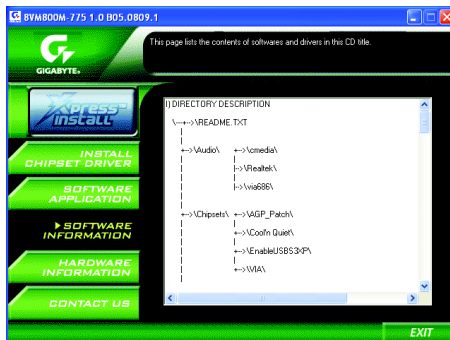 8VM800M-775 1.0 B05.0809.1
GIGABYTE™
This page lists the contents of softwares and drivers in this CD title.
Xpress™
INSTALL
INSTALL
CHIPSET DRIVER
SOFTWARE
APPLICATION
SOFTWARE
INFORMATION
HARDWARE
INFORMATION
CONTACT US
I) DIRECTORY DESCRIPTION
\--+-->\README.TXT
|
|
+-->\Audio\ +-->\cmedia\
| |
| |-->\Realtek\
| |
| |-->\via686\
|
+-->\Chipsets\ +-->\AGP_Patch\
| |
| +-->\Cool'n Quiet\
| |
| +-->\EnableUSBS3XP\
| |
| +-->\VIA\
|
EXIT